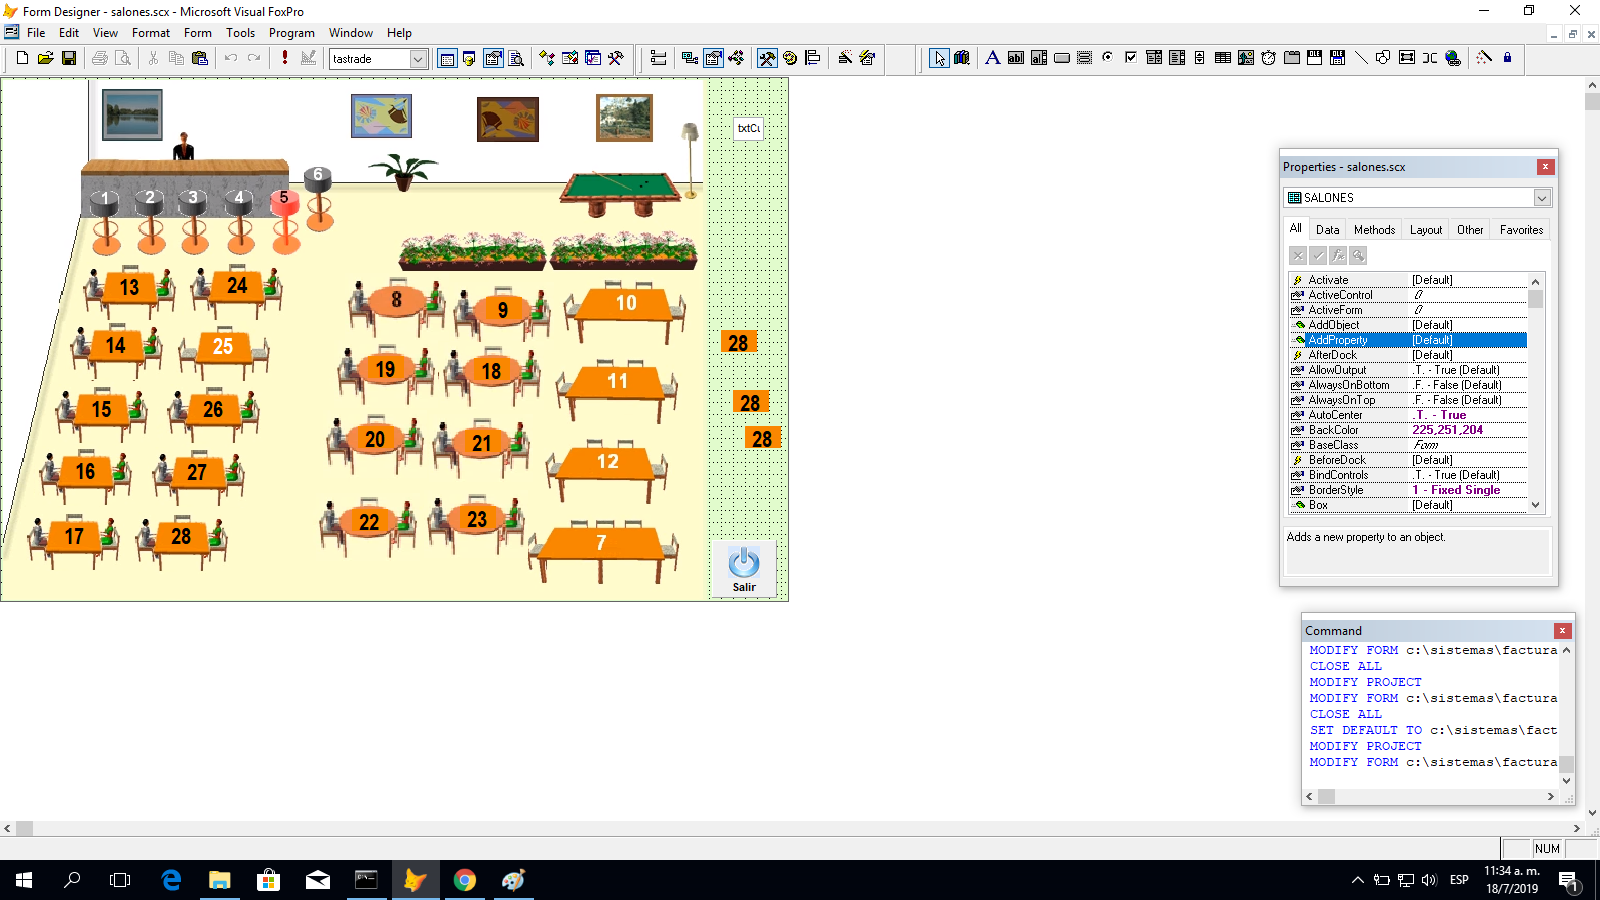 Form Designer - salones.scx - Microsoft Visual FoxPro
File Edit View Format Form Tools Program Window Help
tastrade
1 2 3 4 5 6
13 24
14 25
15 26
16 27
17 28
8 9 10
19 18 11
20 21 12
22 23 7
txtCu
28
28
28
Salir
Properties - salones.scx
SALONES
All Data Methods Layout Other Favorites
Activate [Default]
ActiveControl 0
ActiveForm 0
AddObject [Default]
AddProperty [Default]
AfterDock [Default]
AllowOutput .T. - True (Default)
AlwaysOnBottom .F. - False (Default)
AlwaysOnTop .F. - False (Default)
AutoCenter .T. - True
BackColor 225,251,204
BaseClass Form
BeforeDock [Default]
BindControls .T. - True (Default)
BorderStyle 1 - Fixed Single
Box [Default]
Adds a new property to an object.
Command
MODIFY FORM c:\sistemas\factura
CLOSE ALL
MODIFY PROJECT
MODIFY FORM c:\sistemas\factura
CLOSE ALL
SET DEFAULT TO c:\sistemas\fact
MODIFY PROJECT
MODIFY FORM c:\sistemas\factura
NUM
ESP
11:34 a. m.
18/7/2019
1